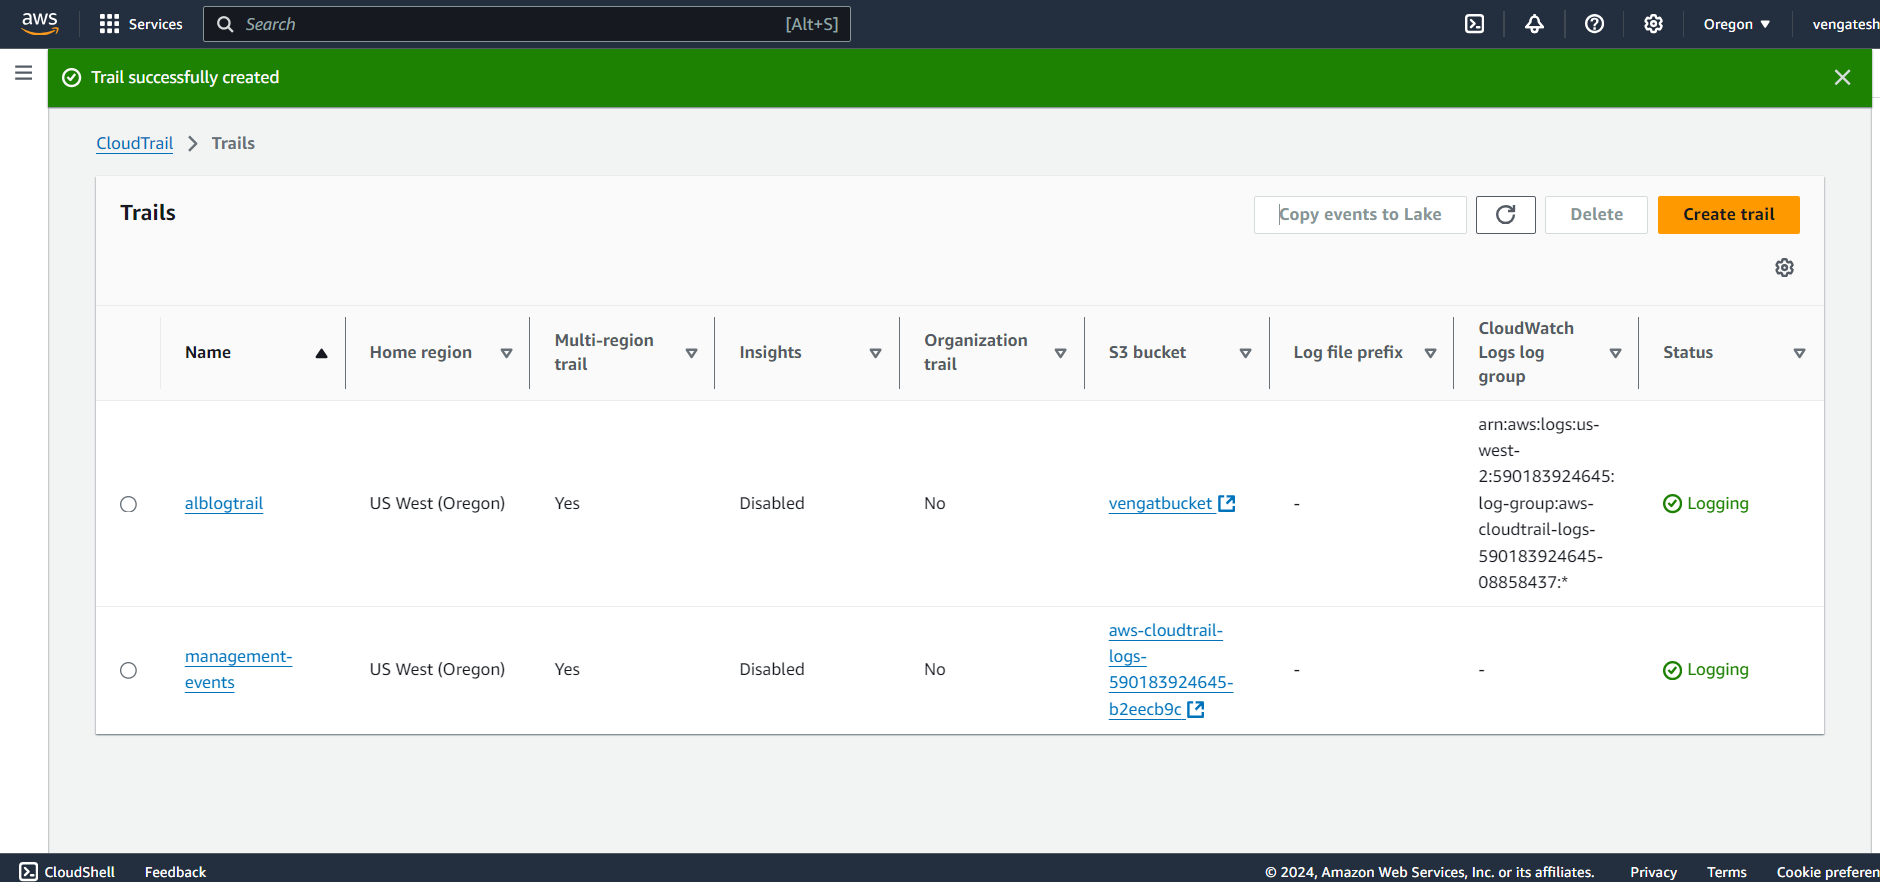 aws
Services
Search
[Alt+S]
Oregon
vengatesh
Trail successfully created
CloudTrail
Trails
Trails
Copy events to Lake
Delete
Create trail
Name
Home region
Multi-region
trail
Insights
Organization
trail
S3 bucket
Log file prefix
CloudWatch
Logs log
group
Status
alblogtrail
US West (Oregon)
Yes
Disabled
No
vengatbucket
-
arn:aws:logs:us-
west-
2:590183924645:
log-group:aws-
cloudtrail-logs-
590183924645-
08858437:*
Logging
management-
events
US West (Oregon)
Yes
Disabled
No
aws-cloudtrail-
logs-
590183924645-
b2eecb9c
-
-
Logging
CloudShell
Feedback
© 2024, Amazon Web Services, Inc. or its affiliates.
Privacy
Terms
Cookie preferen